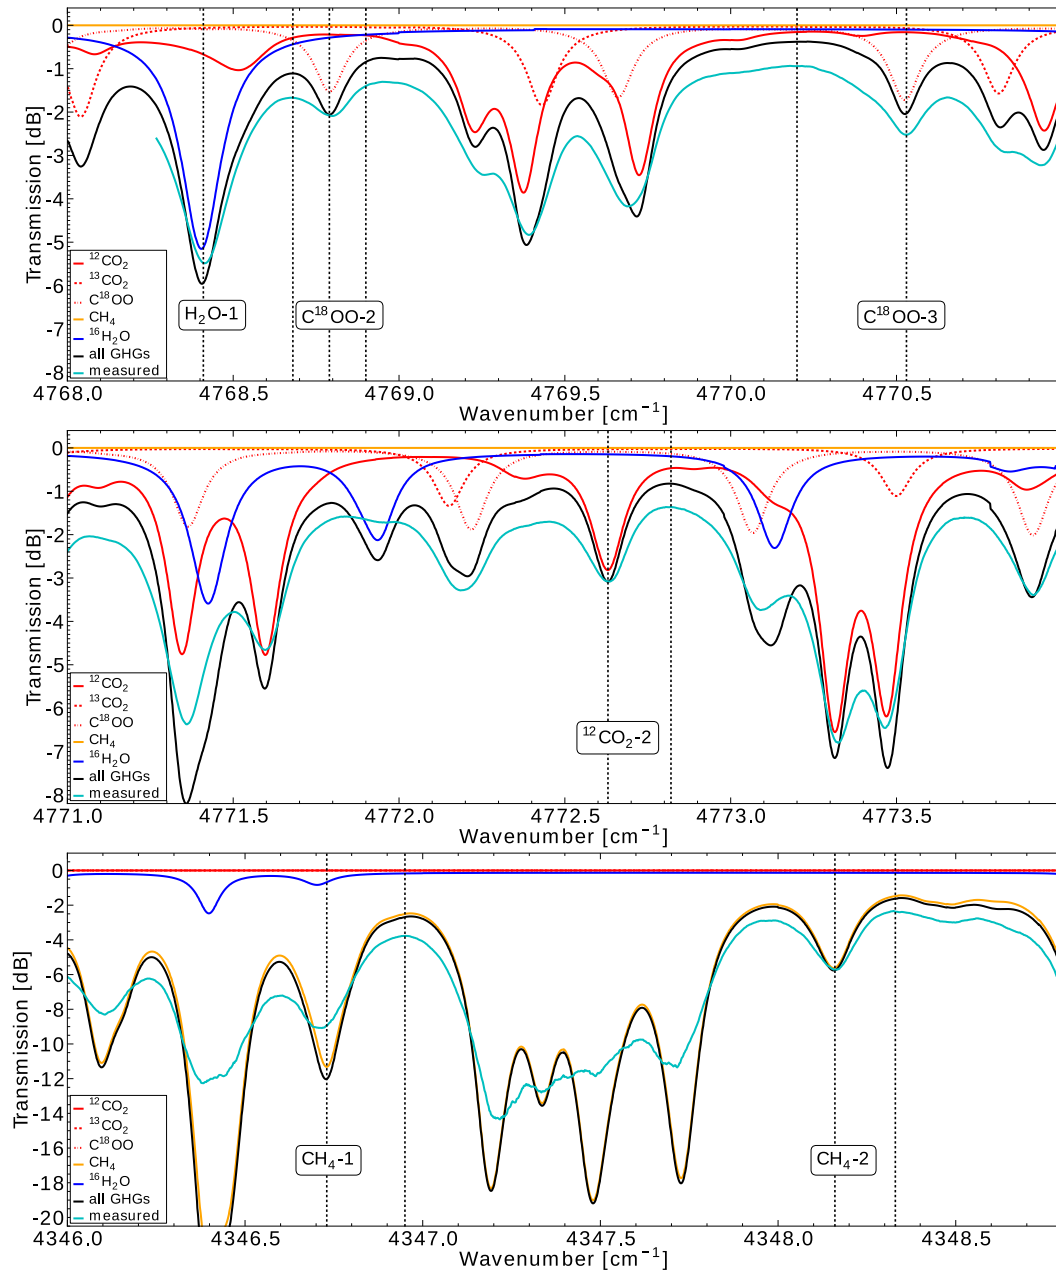 0
-1
-2
-3
-4
-5
-6
-7
-8
Transmission [dB]
¹²CO₂
¹³CO₂
C¹⁸OO
CH₄
¹⁶H₂O
all GHGs
measured
H₂O-1
C¹⁸OO-2
C¹⁸OO-3
4768.0 4768.5 4769.0 4769.5 4770.0 4770.5
Wavenumber [cm⁻¹]
0
-1
-2
-3
-4
-5
-6
-7
-8
Transmission [dB]
¹²CO₂
¹³CO₂
C¹⁸OO
CH₄
¹⁶H₂O
all GHGs
measured
¹²CO₂-2
4771.0 4771.5 4772.0 4772.5 4773.0 4773.5
Wavenumber [cm⁻¹]
0
-2
-4
-6
-8
-10
-12
-14
-16
-18
-20
Transmission [dB]
¹²CO₂
¹³CO₂
C¹⁸OO
CH₄
¹⁶H₂O
all GHGs
measured
CH₄-1
CH₄-2
4346.0 4346.5 4347.0 4347.5 4348.0 4348.5
Wavenumber [cm⁻¹]